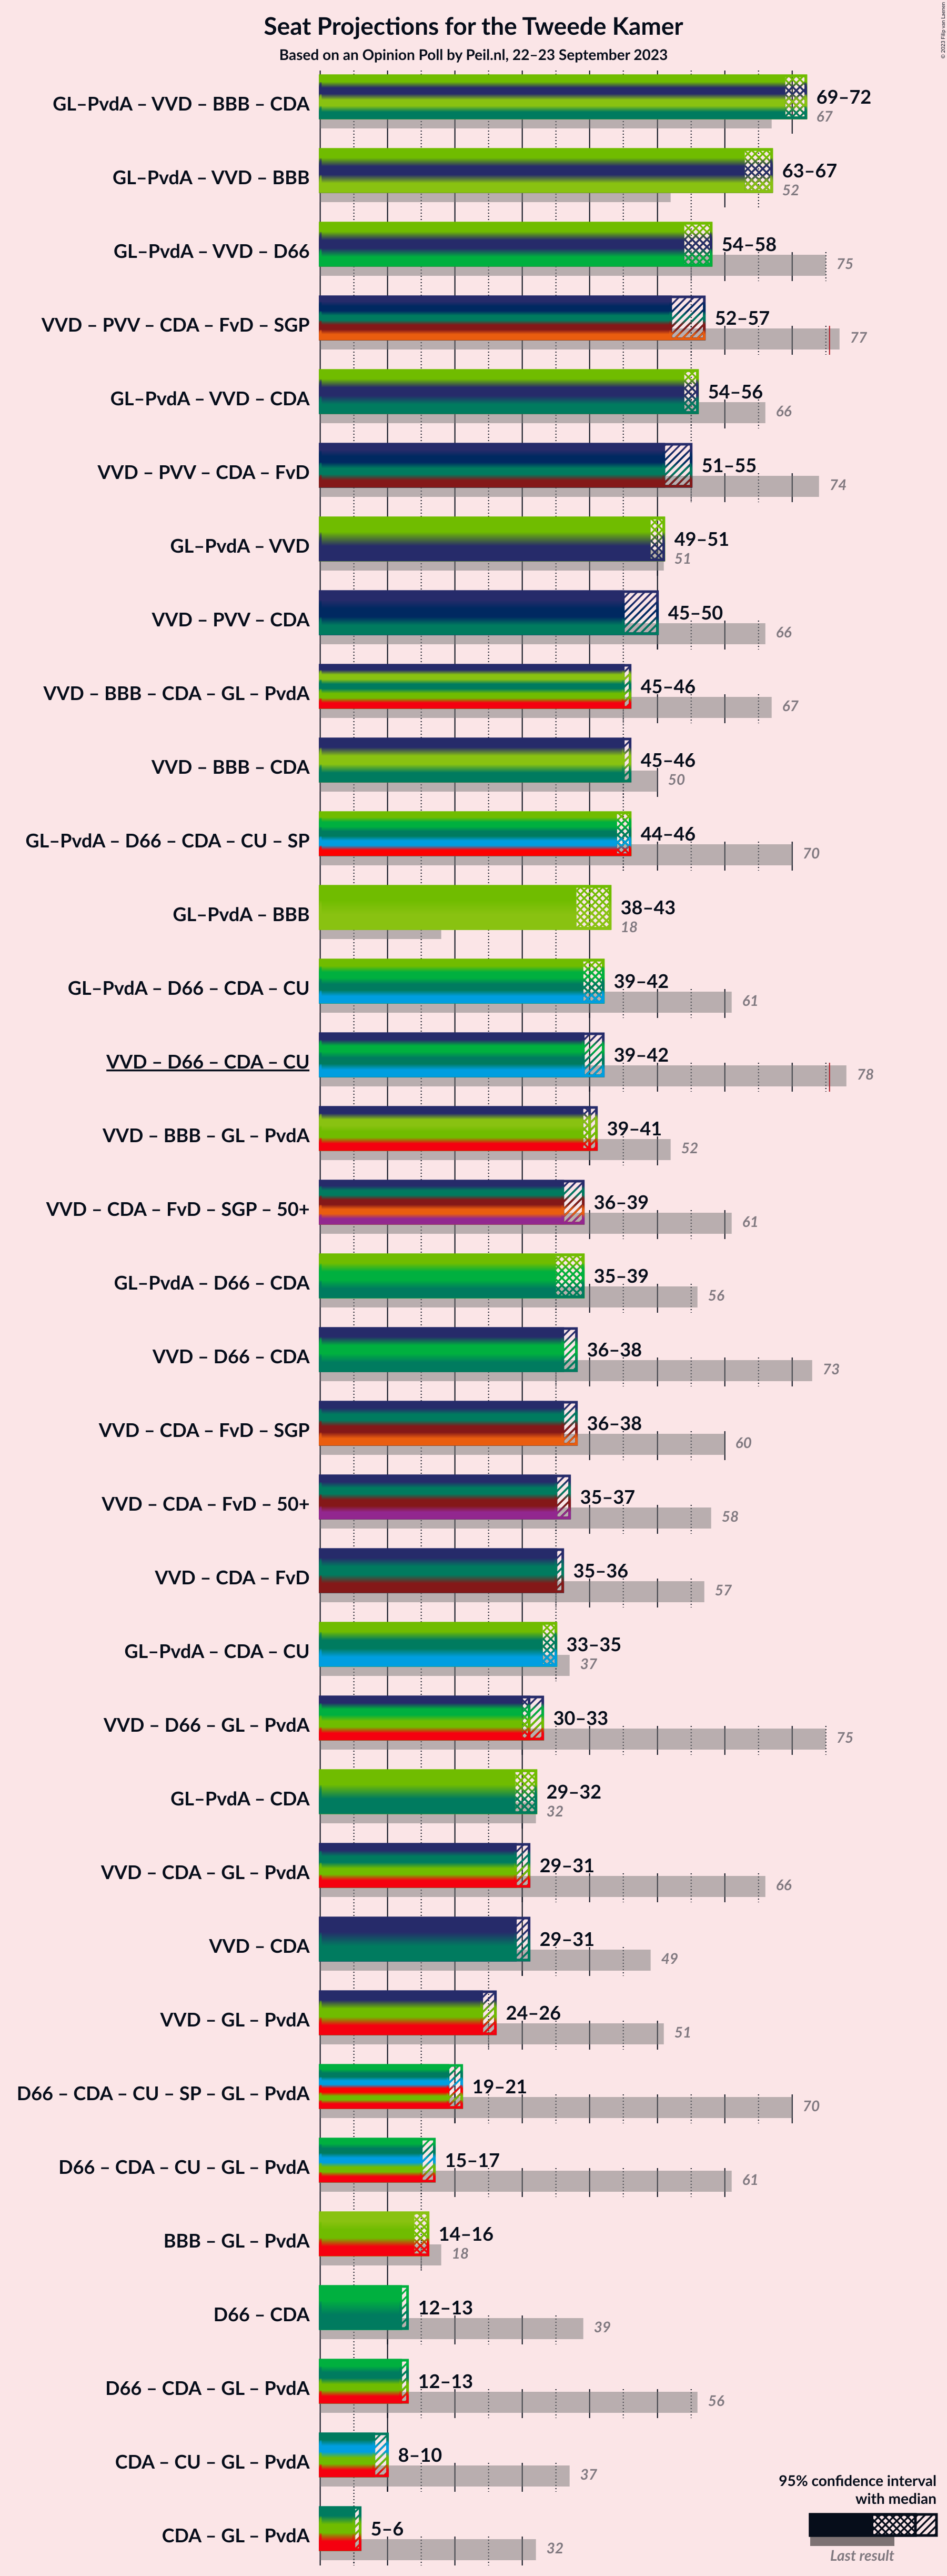 Seat Projections for the Tweede Kamer
Based on an Opinion Poll by Peil.nl, 22–23 September 2023
© 2023 Filip van Laenen
GL–PvdA – VVD – BBB – CDA
69–72
67
GL–PvdA – VVD – BBB
63–67
52
GL–PvdA – VVD – D66
54–58
75
VVD – PVV – CDA – FvD – SGP
52–57
77
GL–PvdA – VVD – CDA
54–56
66
VVD – PVV – CDA – FvD
51–55
74
GL–PvdA – VVD
49–51
51
VVD – PVV – CDA
45–50
66
VVD – BBB – CDA – GL – PvdA
45–46
67
VVD – BBB – CDA
45–46
50
GL–PvdA – D66 – CDA – CU – SP
44–46
70
GL–PvdA – BBB
38–43
18
GL–PvdA – D66 – CDA – CU
39–42
61
VVD – D66 – CDA – CU
39–42
78
VVD – BBB – GL – PvdA
39–41
52
VVD – CDA – FvD – SGP – 50+
36–39
61
GL–PvdA – D66 – CDA
35–39
56
VVD – D66 – CDA
36–38
73
VVD – CDA – FvD – SGP
36–38
60
VVD – CDA – FvD – 50+
35–37
58
VVD – CDA – FvD
35–36
57
GL–PvdA – CDA – CU
33–35
37
VVD – D66 – GL – PvdA
30–33
75
GL–PvdA – CDA
29–32
32
VVD – CDA – GL – PvdA
29–31
66
VVD – CDA
29–31
49
VVD – GL – PvdA
24–26
51
D66 – CDA – CU – SP – GL – PvdA
19–21
70
D66 – CDA – CU – GL – PvdA
15–17
61
BBB – GL – PvdA
14–16
18
D66 – CDA
12–13
39
D66 – CDA – GL – PvdA
12–13
56
CDA – CU – GL – PvdA
8–10
37
CDA – GL – PvdA
5–6
32
95% confidence interval
with median
Last result